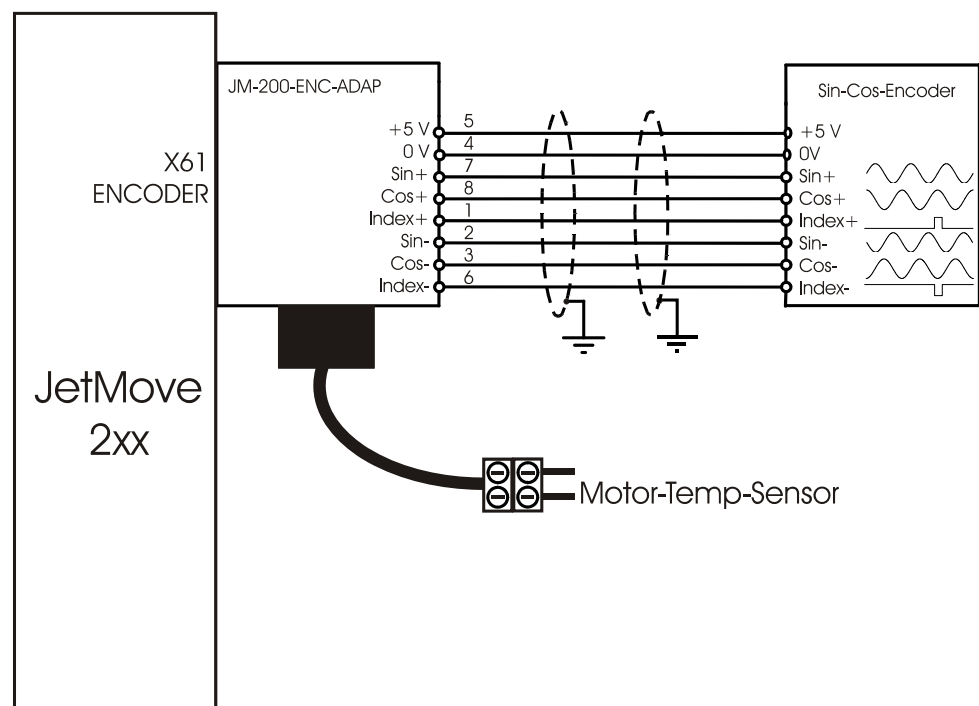 JM-200-ENC-ADAP
X61
ENCODER
+5 V
0 V
Sin+
Cos+
Index+
Sin-
Cos-
Index-
5
4
7
8
1
2
3
6
Sin-Cos-Encoder
+5 V
0V
Sin+
Cos+
Index+
Sin-
Cos-
Index-
JetMove
2xx
Motor-Temp-Sensor